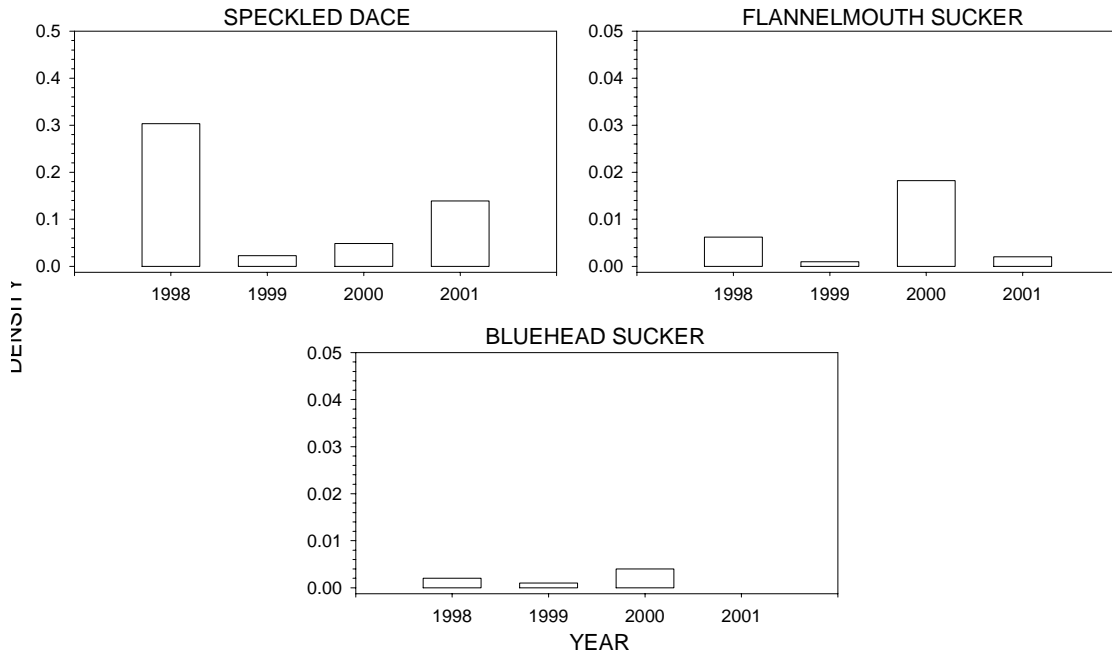 SPECKLED DACE
0.5
0.4
0.3
0.2
0.1
0.0
1998 1999 2000 2001
FLANNELMOUTH SUCKER
0.05
0.04
0.03
0.02
0.01
0.00
1998 1999 2000 2001
DENSITY
BLUEHEAD SUCKER
0.05
0.04
0.03
0.02
0.01
0.00
1998 1999 2000 2001
YEAR